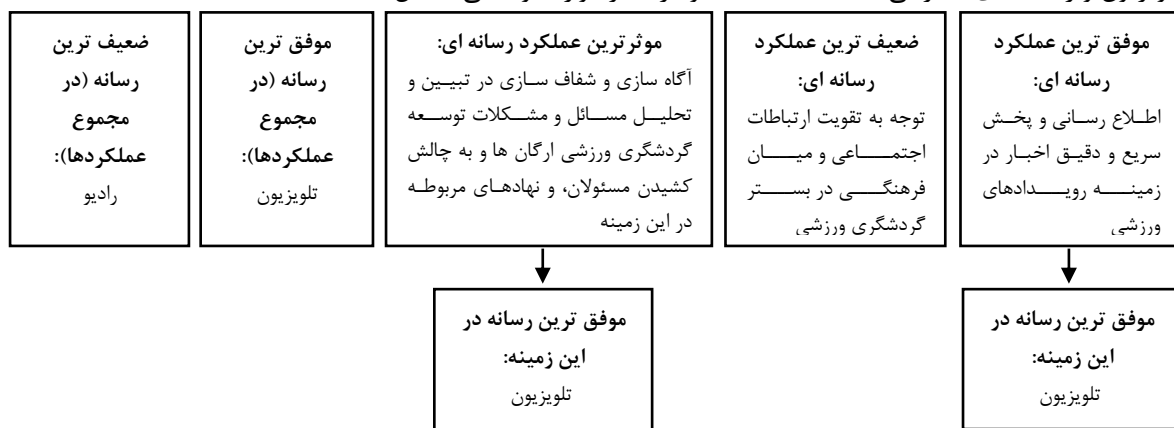 موفق ترین عملکرد
رسانه ای:
اطلاع رسانی و پخش
سریع و دقیق اخبار در
زمینه رویدادهای
ورزشی
ضعیف ترین عملکرد
رسانه ای:
توجه به تقویت ارتباطات
اجتماعی و میان
فرهنگی در بستر
گردشگری ورزشی
موثرترین عملکرد رسانه ای:
آگاه سازی و شفاف سازی در تبیین و
تحلیل مسائل و مشکلات توسعه
گردشگری ورزشی ارگان ها و به چالش
کشیدن مسئولان، و نهادهای مربوطه
در این زمینه
موفق ترین
رسانه (در
مجموع
عملکردها):
تلویزیون
ضعیف ترین
رسانه (در
مجموع
عملکردها):
رادیو
موفق ترین رسانه در
این زمینه:
تلویزیون
موفق ترین رسانه در
این زمینه:
تلویزیون